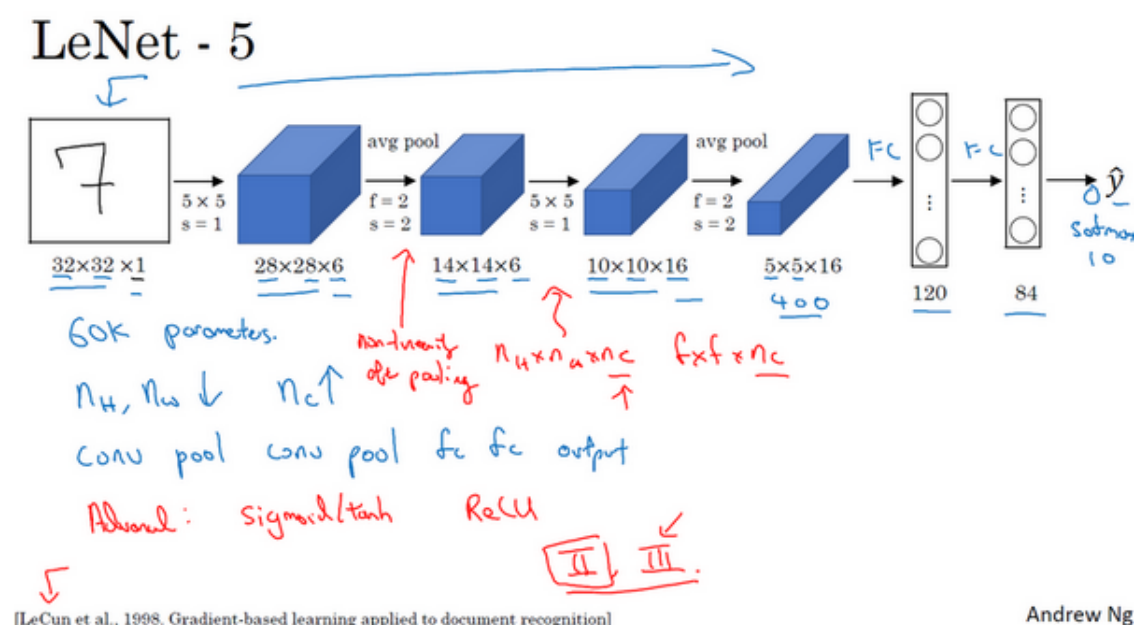 LeNet - 5
7
avg pool
avg pool
FC
FC
5 × 5
s = 1
f = 2
s = 2
5 × 5
s = 1
f = 2
s = 2
⋮
⋮
ŷ
softmax
10
32×32 ×1
28×28×6
14×14×6
10×10×16
5×5×16
400
120
84
60K parameters.
non-linearity
after pooling
nH×nW×nc f×f×nc
nH, nW ↓ nc↑
conv pool conv pool fc fc output
Advanced: sigmoid/tanh ReLU
II, III.
[LeCun et al., 1998. Gradient-based learning applied to document recognition]
Andrew Ng